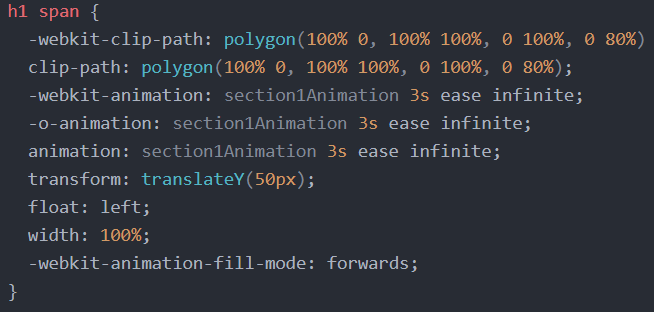 h1 span {
-webkit-clip-path: polygon(100% 0, 100% 100%, 0 100%, 0 80%)
clip-path: polygon(100% 0, 100% 100%, 0 100%, 0 80%);
-webkit-animation: section1Animation 3s ease infinite;
-o-animation: section1Animation 3s ease infinite;
animation: section1Animation 3s ease infinite;
transform: translateY(50px);
float: left;
width: 100%;
-webkit-animation-fill-mode: forwards;
}